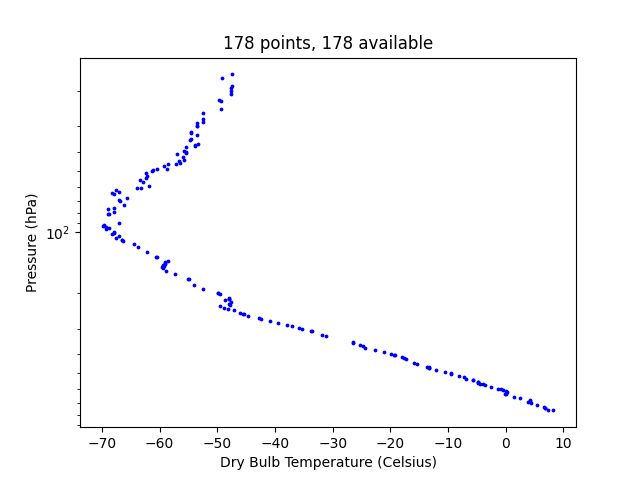 178 points, 178 available
Pressure (hPa)
10²
−70 −60 −50 −40 −30 −20 −10 0 10
Dry Bulb Temperature (Celsius)